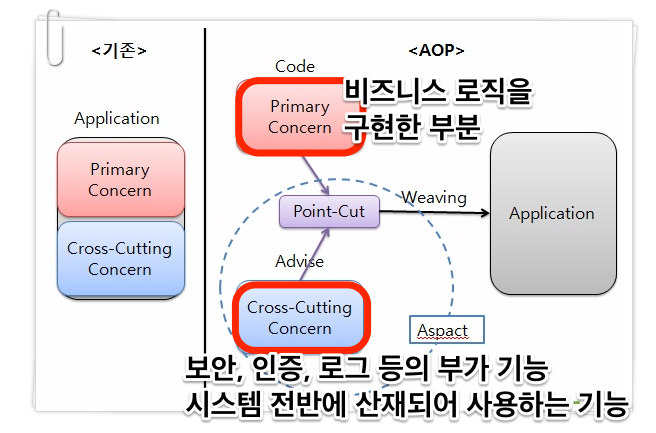 <기존>
<AOP>
Application
Primary
Concern
Cross-Cutting
Concern
Code
Primary
Concern
비즈니스 로직을
구현한 부분
Point-Cut
Weaving
Application
Advise
Cross-Cutting
Concern
Aspact
보안, 인증, 로그 등의 부가 기능
시스템 전반에 산재되어 사용하는 기능